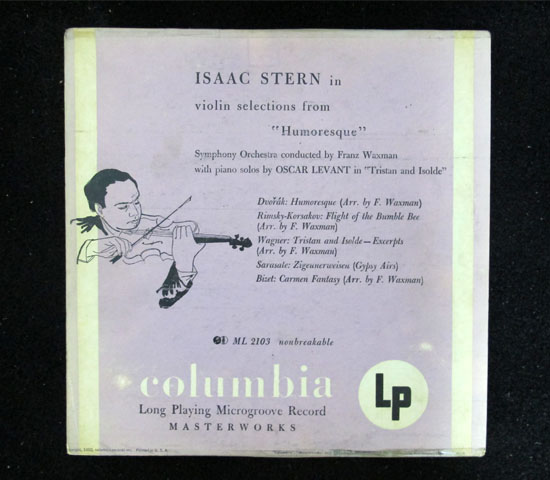 ISAAC STERN in
violin selections from
"Humoresque"
Symphony Orchestra conducted by Franz Waxman
with piano solos by OSCAR LEVANT in "Tristan and Isolde"
Dvořák: Humoresque (Arr. by F. Waxman)
Rimsky-Korsakov: Flight of the Bumble Bee
(Arr. by F. Waxman)
Wagner: Tristan and Isolde—Excerpts
(Arr. by F. Waxman)
Sarasate: Zigeunerweisen (Gypsy Airs)
Bizet: Carmen Fantasy (Arr. by F. Waxman)
ML 2103 nonbreakable
columbia
Lp
Long Playing Microgroove Record
MASTERWORKS